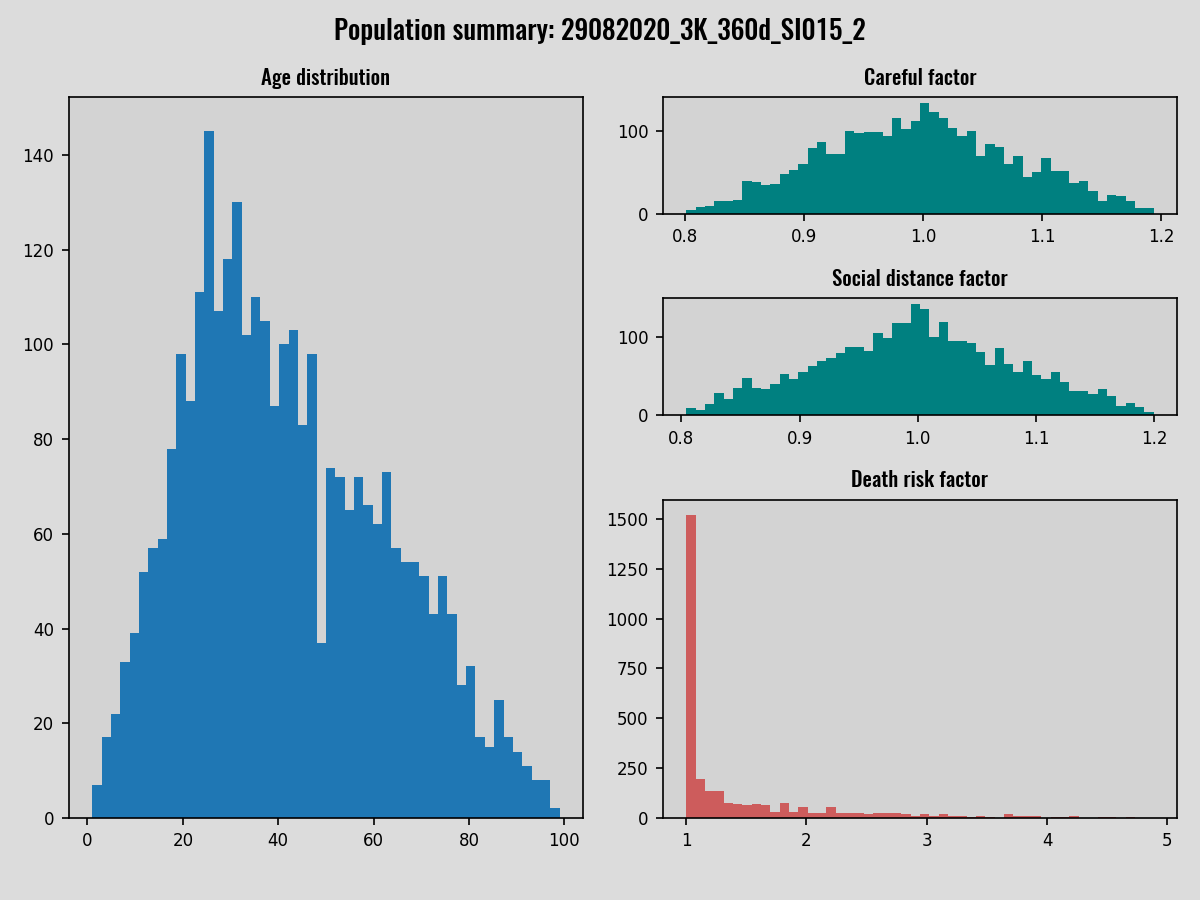 Population summary: 29082020_3K_360d_SI015_2
Age distribution
140
120
100
80
60
40
20
0
0 20 40 60 80 100
Careful factor
100
0
0.8 0.9 1.0 1.1 1.2
Social distance factor
100
0
0.8 0.9 1.0 1.1 1.2
Death risk factor
1500
1250
1000
750
500
250
0
1 2 3 4 5